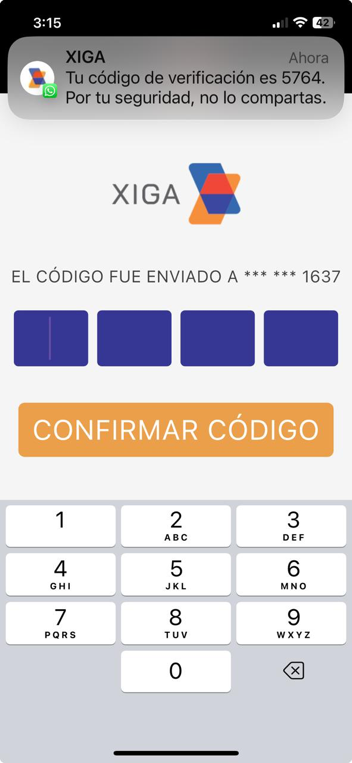 3:15
42
XIGA
Ahora
Tu código de verificación es 5764.
Por tu seguridad, no lo compartas.
XIGA
EL CÓDIGO FUE ENVIADO A *** *** 1637
CONFIRMAR CÓDIGO
1
2
ABC
3
DEF
4
GHI
5
JKL
6
MNO
7
PQRS
8
TUV
9
WXYZ
0